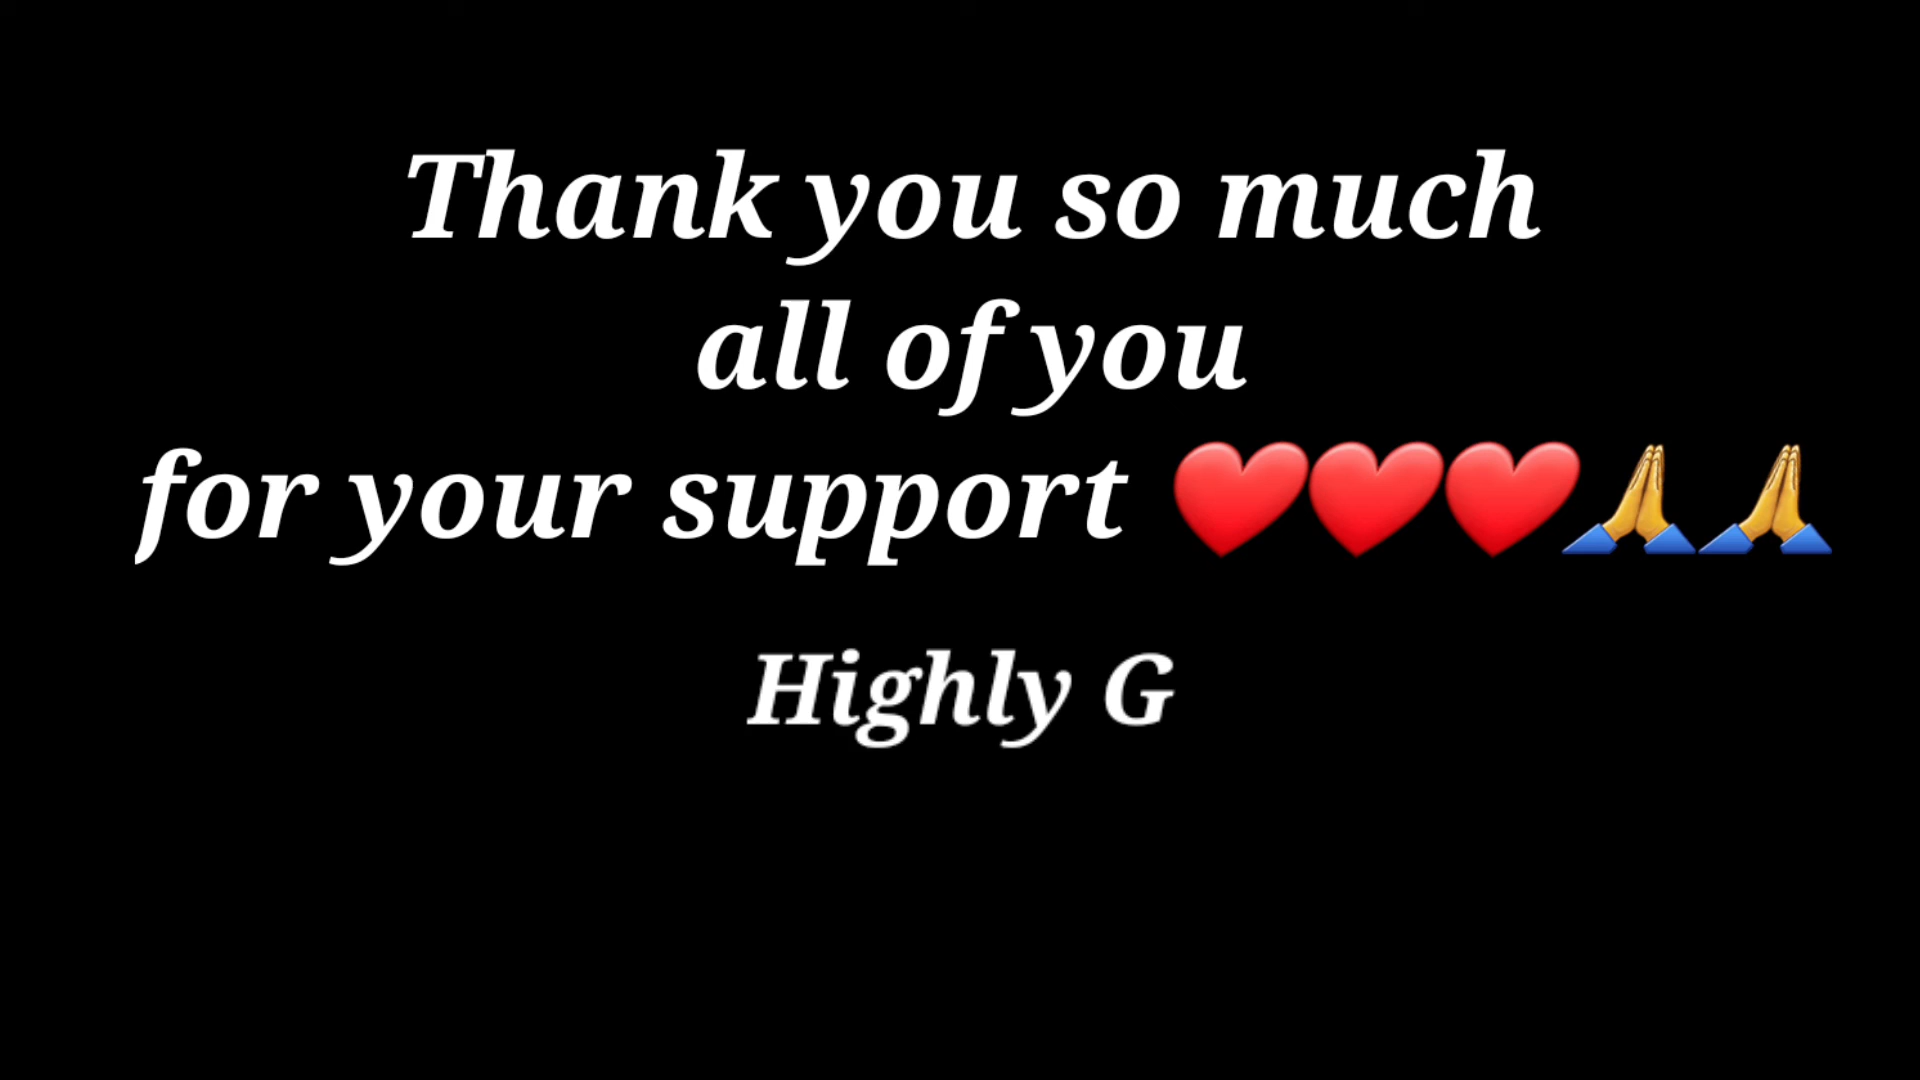 Thank you so much
all of you
for your support ❤️❤️❤️🙏🙏
Highly G